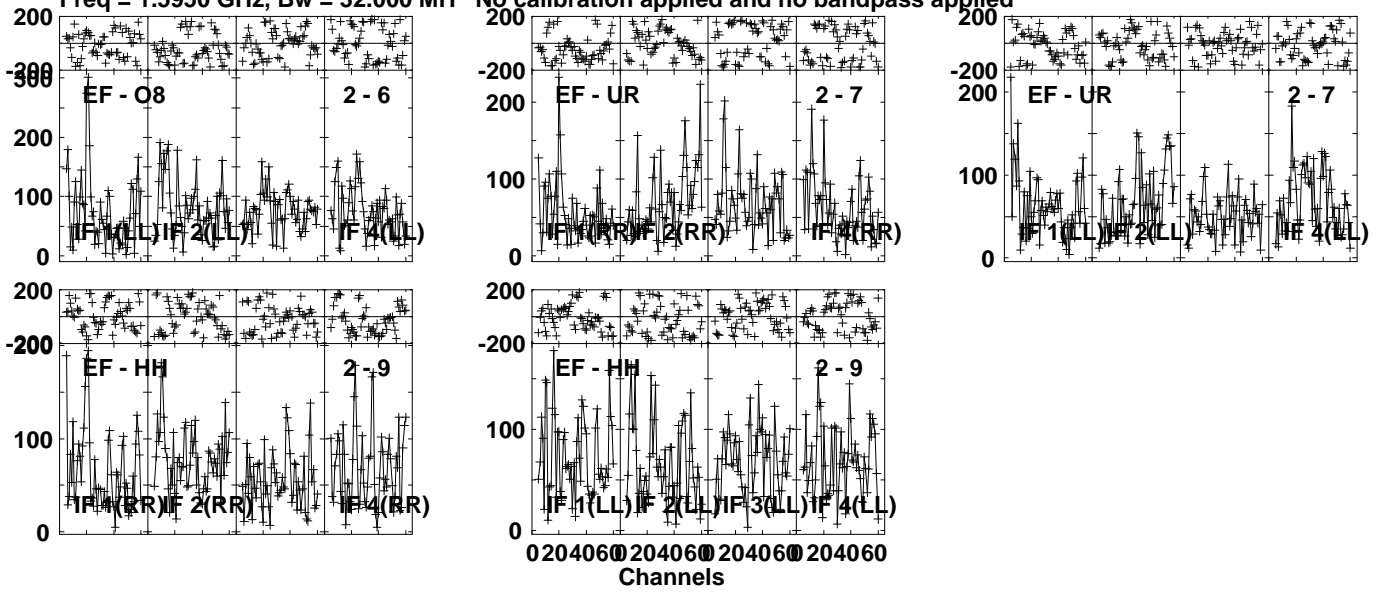 Freq = 1.5950 GHz, Bw = 32.000 MH No calibration applied and no bandpass applied
200 200 200
-200 -200 -200
300
EF - O8 2 - 6 EF - UR 2 - 7 EF - UR 2 - 7
200 200 200
100 100 100
IF 1(LL) IF 2(LL) IF 4(LL) IF 1(RR) IF 2(RR) IF 4(RR) IF 1(LL) IF 2(LL) IF 4(LL)
0 0 0
200 200
-200 -200
200
EF - HH 2 - 9 EF - HH 2 - 9
100 100
IF 1(RR) IF 2(RR) IF 4(RR) IF 1(LL) IF 2(LL) IF 3(LL) IF 4(LL)
0 0
0 20 40 60 0 20 40 60 0 20 40 60 0 20 40 60
Channels